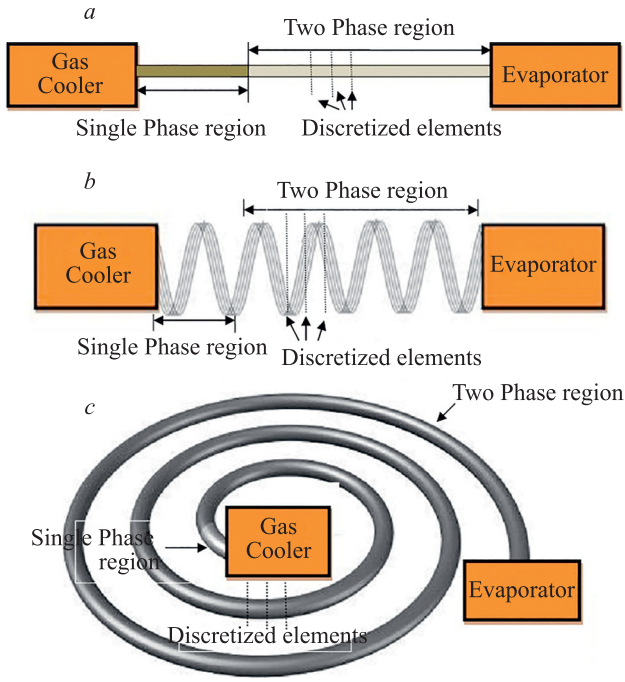 a
Two Phase region
Gas
Cooler
Evaporator
Single Phase region
Discretized elements
b
Two Phase region
Gas
Cooler
Evaporator
Single Phase region
Discretized elements
c
Two Phase region
Gas
Cooler
Single Phase
region
Evaporator
Discretized elements